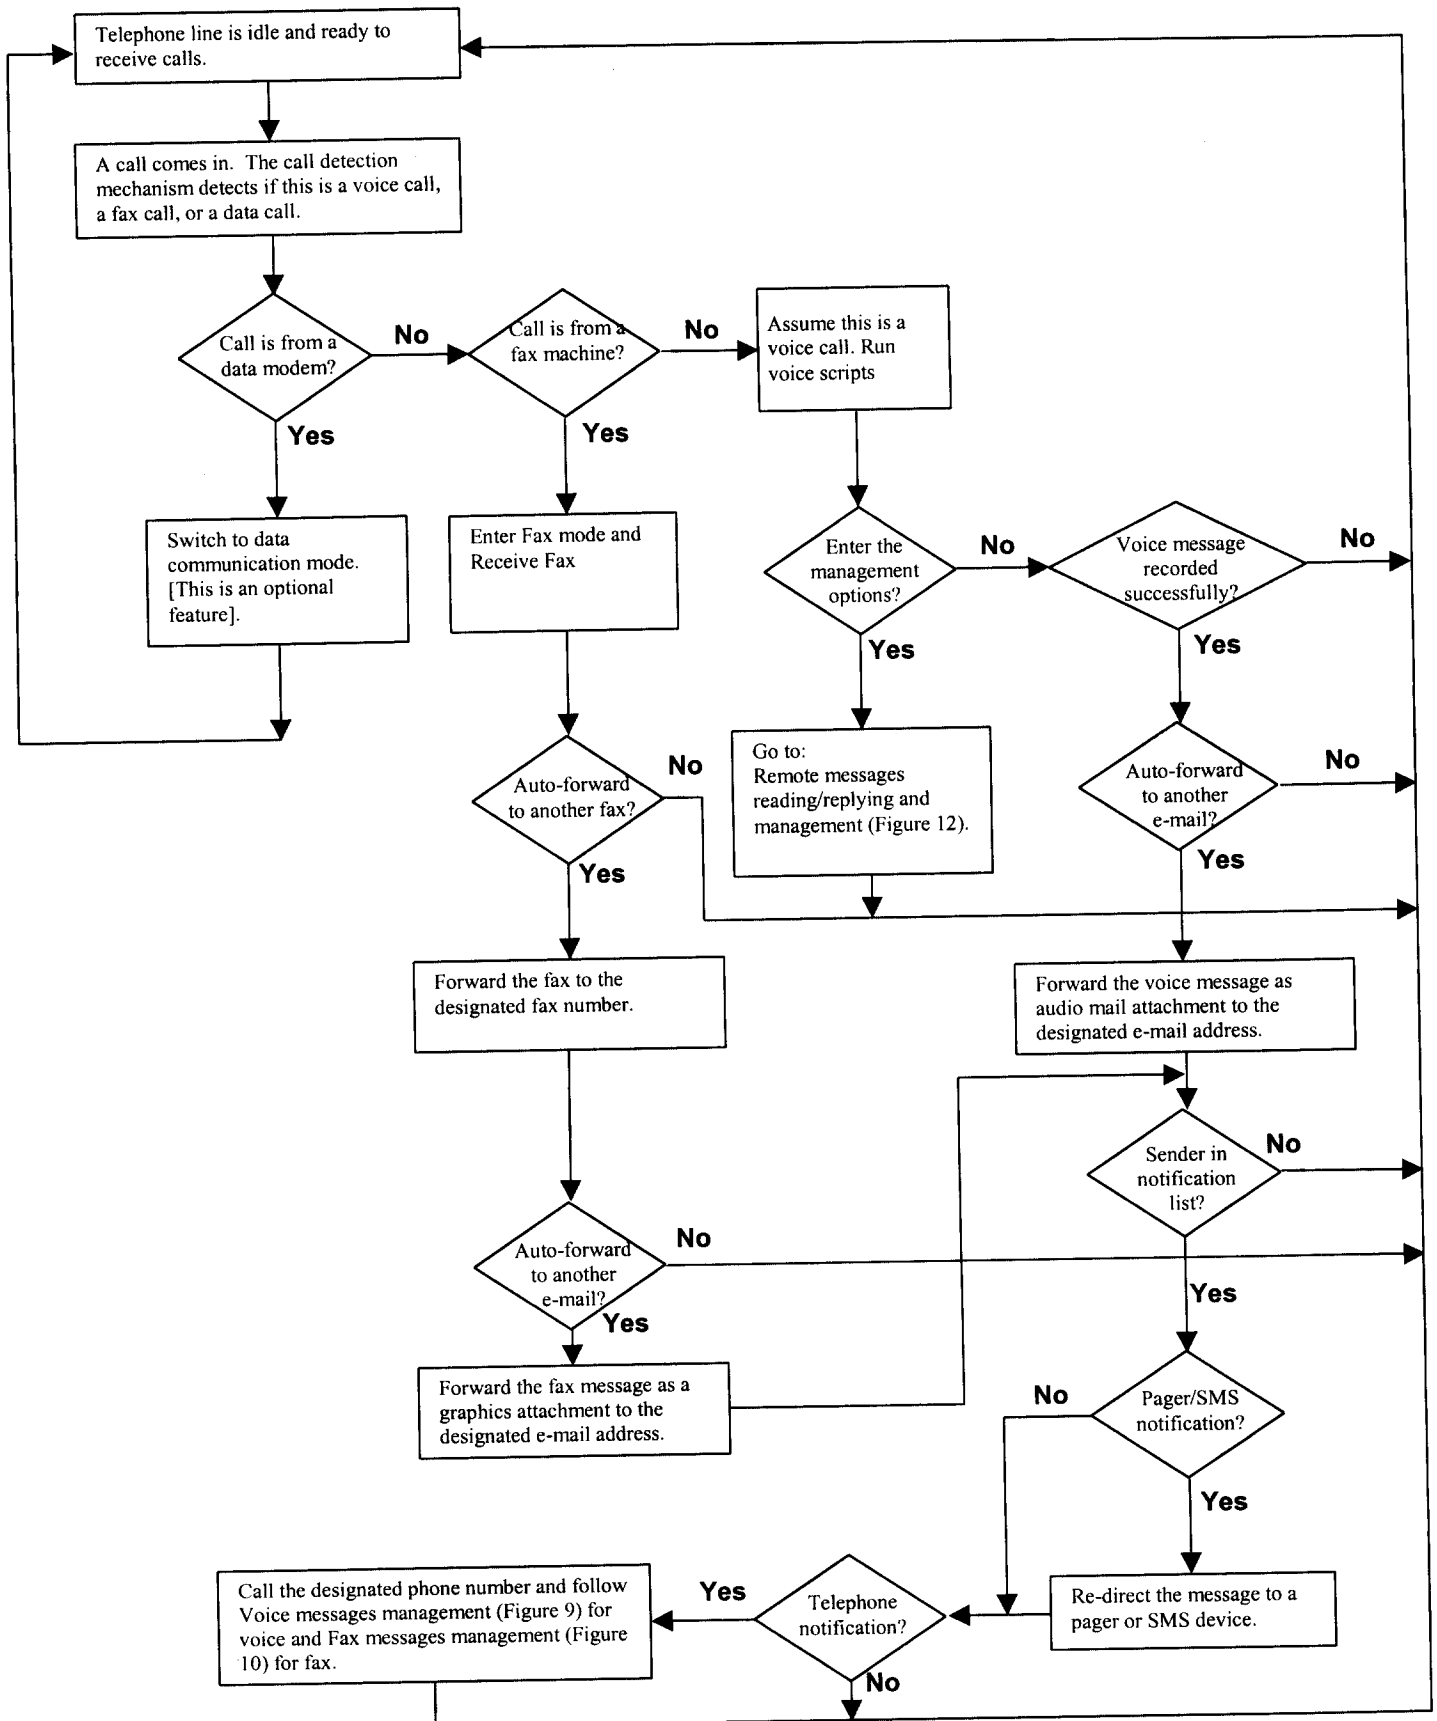 Telephone line is idle and ready to
receive calls.
A call comes in.  The call detection
mechanism detects if this is a voice call,
a fax call, or a data call.
Call is from a
data modem?
No
Yes
Call is from a
fax machine?
No
Yes
Assume this is a
voice call. Run
voice scripts
Switch to data
communication mode.
[This is an optional
feature].
Enter Fax mode and
Receive Fax
Enter the
management
options?
No
Yes
Voice message
recorded
successfully?
No
Yes
Auto-forward
to another fax?
No
Yes
Go to:
Remote messages
reading/replying and
management (Figure 12).
Auto-forward
to another
e-mail?
No
Yes
Forward the fax to the
designated fax number.
Forward the voice message as
audio mail attachment to the
designated e-mail address.
Sender in
notification
list?
No
Yes
Auto-forward
to another
e-mail?
No
Yes
Forward the fax message as a
graphics attachment to the
designated e-mail address.
Pager/SMS
notification?
No
Yes
Re-direct the message to a
pager or SMS device.
Telephone
notification?
Yes
No
Call the designated phone number and follow
Voice messages management (Figure 9) for
voice and Fax messages management (Figure
10) for fax.